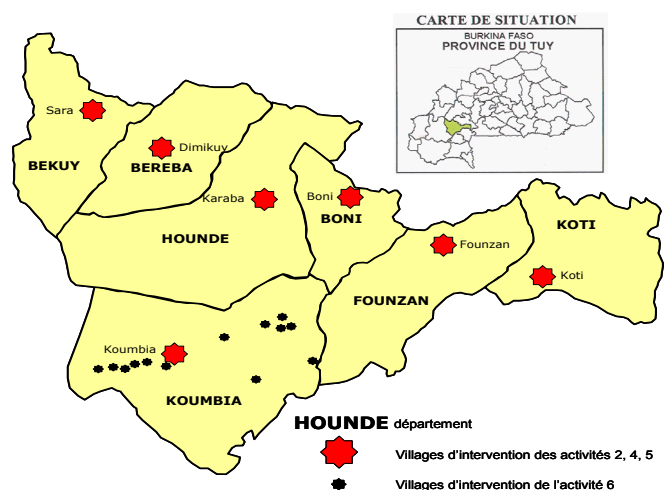 CARTE DE SITUATION
BURKINA FASO
PROVINCE DU TUY
Sara
Dimikuy
BEKUY
BEREBA
Karaba
Boni
BONI
KOTI
HOUNDE
Founzan
Koti
FOUNZAN
Koumbia
KOUMBIA
HOUNDE département
Villages d'intervention des activités 2, 4, 5
Villages d'intervention de l'activité 6